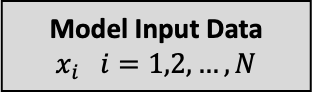 Model Input Data
xᵢ i = 1,2, ..., N